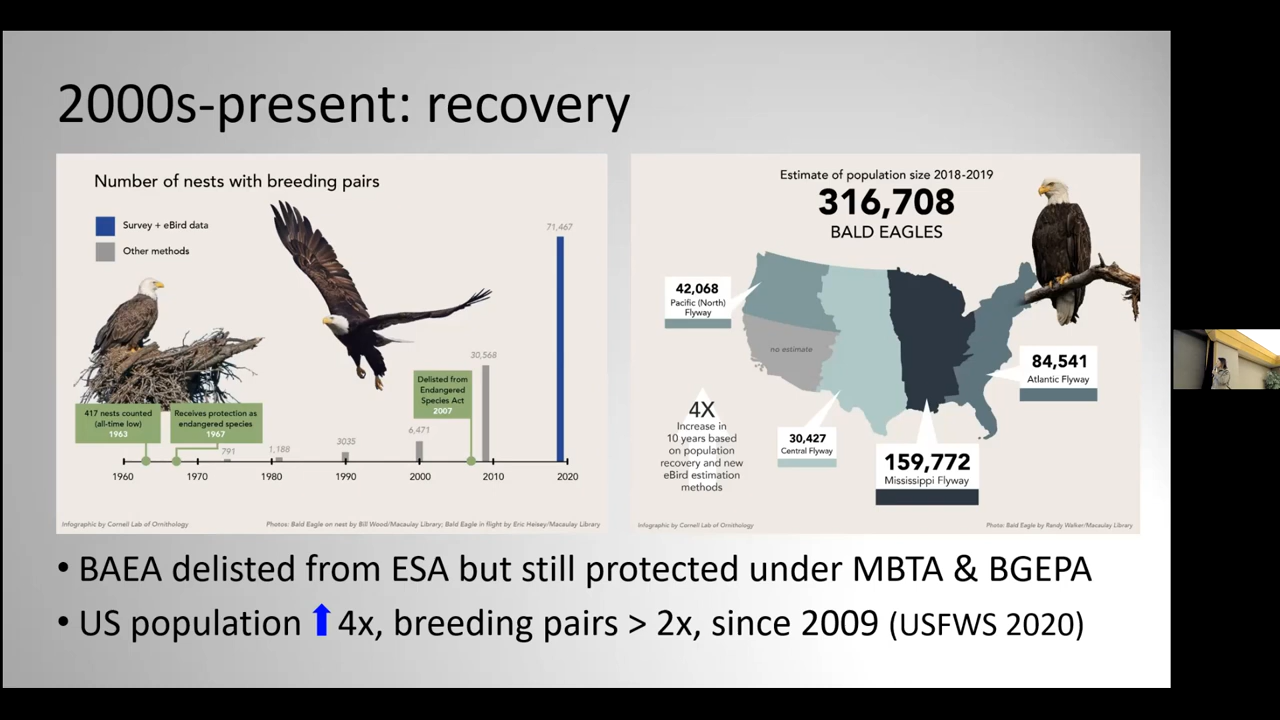 2000s-present: recovery
Number of nests with breeding pairs
Survey + eBird data
Other methods
71,467
30,568
Delisted from
Endangered
Species Act
2007
417 nests counted
(all-time low)
1963
Receives protection as
endangered species
1967
791
1,188
3035
6,471
1960
1970
1980
1990
2000
2010
2020
Infographic by Cornell Lab of Ornithology
Photos: Bald Eagle on nest by Bill Wood/Macaulay Library; Bald Eagle in flight by Eric Heisey/Macaulay Library
Estimate of population size 2018-2019
316,708
BALD EAGLES
42,068
Pacific (North)
Flyway
no estimate
84,541
Atlantic Flyway
4X
Increase in
10 years based
on population
recovery and new
eBird estimation
methods
30,427
Central Flyway
159,772
Mississippi Flyway
Infographic by Cornell Lab of Ornithology
Photo: Bald Eagle by Randy Walker/Macaulay Library
• BAEA delisted from ESA but still protected under MBTA & BGEPA
• US population 4x, breeding pairs > 2x, since 2009 (USFWS 2020)